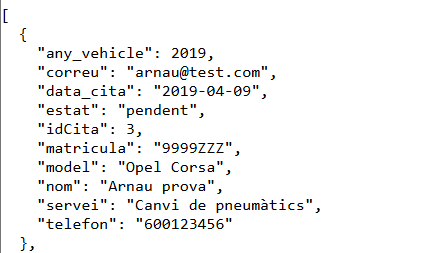 [
  {
    "any_vehicle": 2019,
    "correu": "arnau@test.com",
    "data_cita": "2019-04-09",
    "estat": "pendent",
    "idCita": 3,
    "matricula": "9999ZZZ",
    "model": "Opel Corsa",
    "nom": "Arnau prova",
    "servei": "Canvi de pneumàtics",
    "telefon": "600123456"
  },